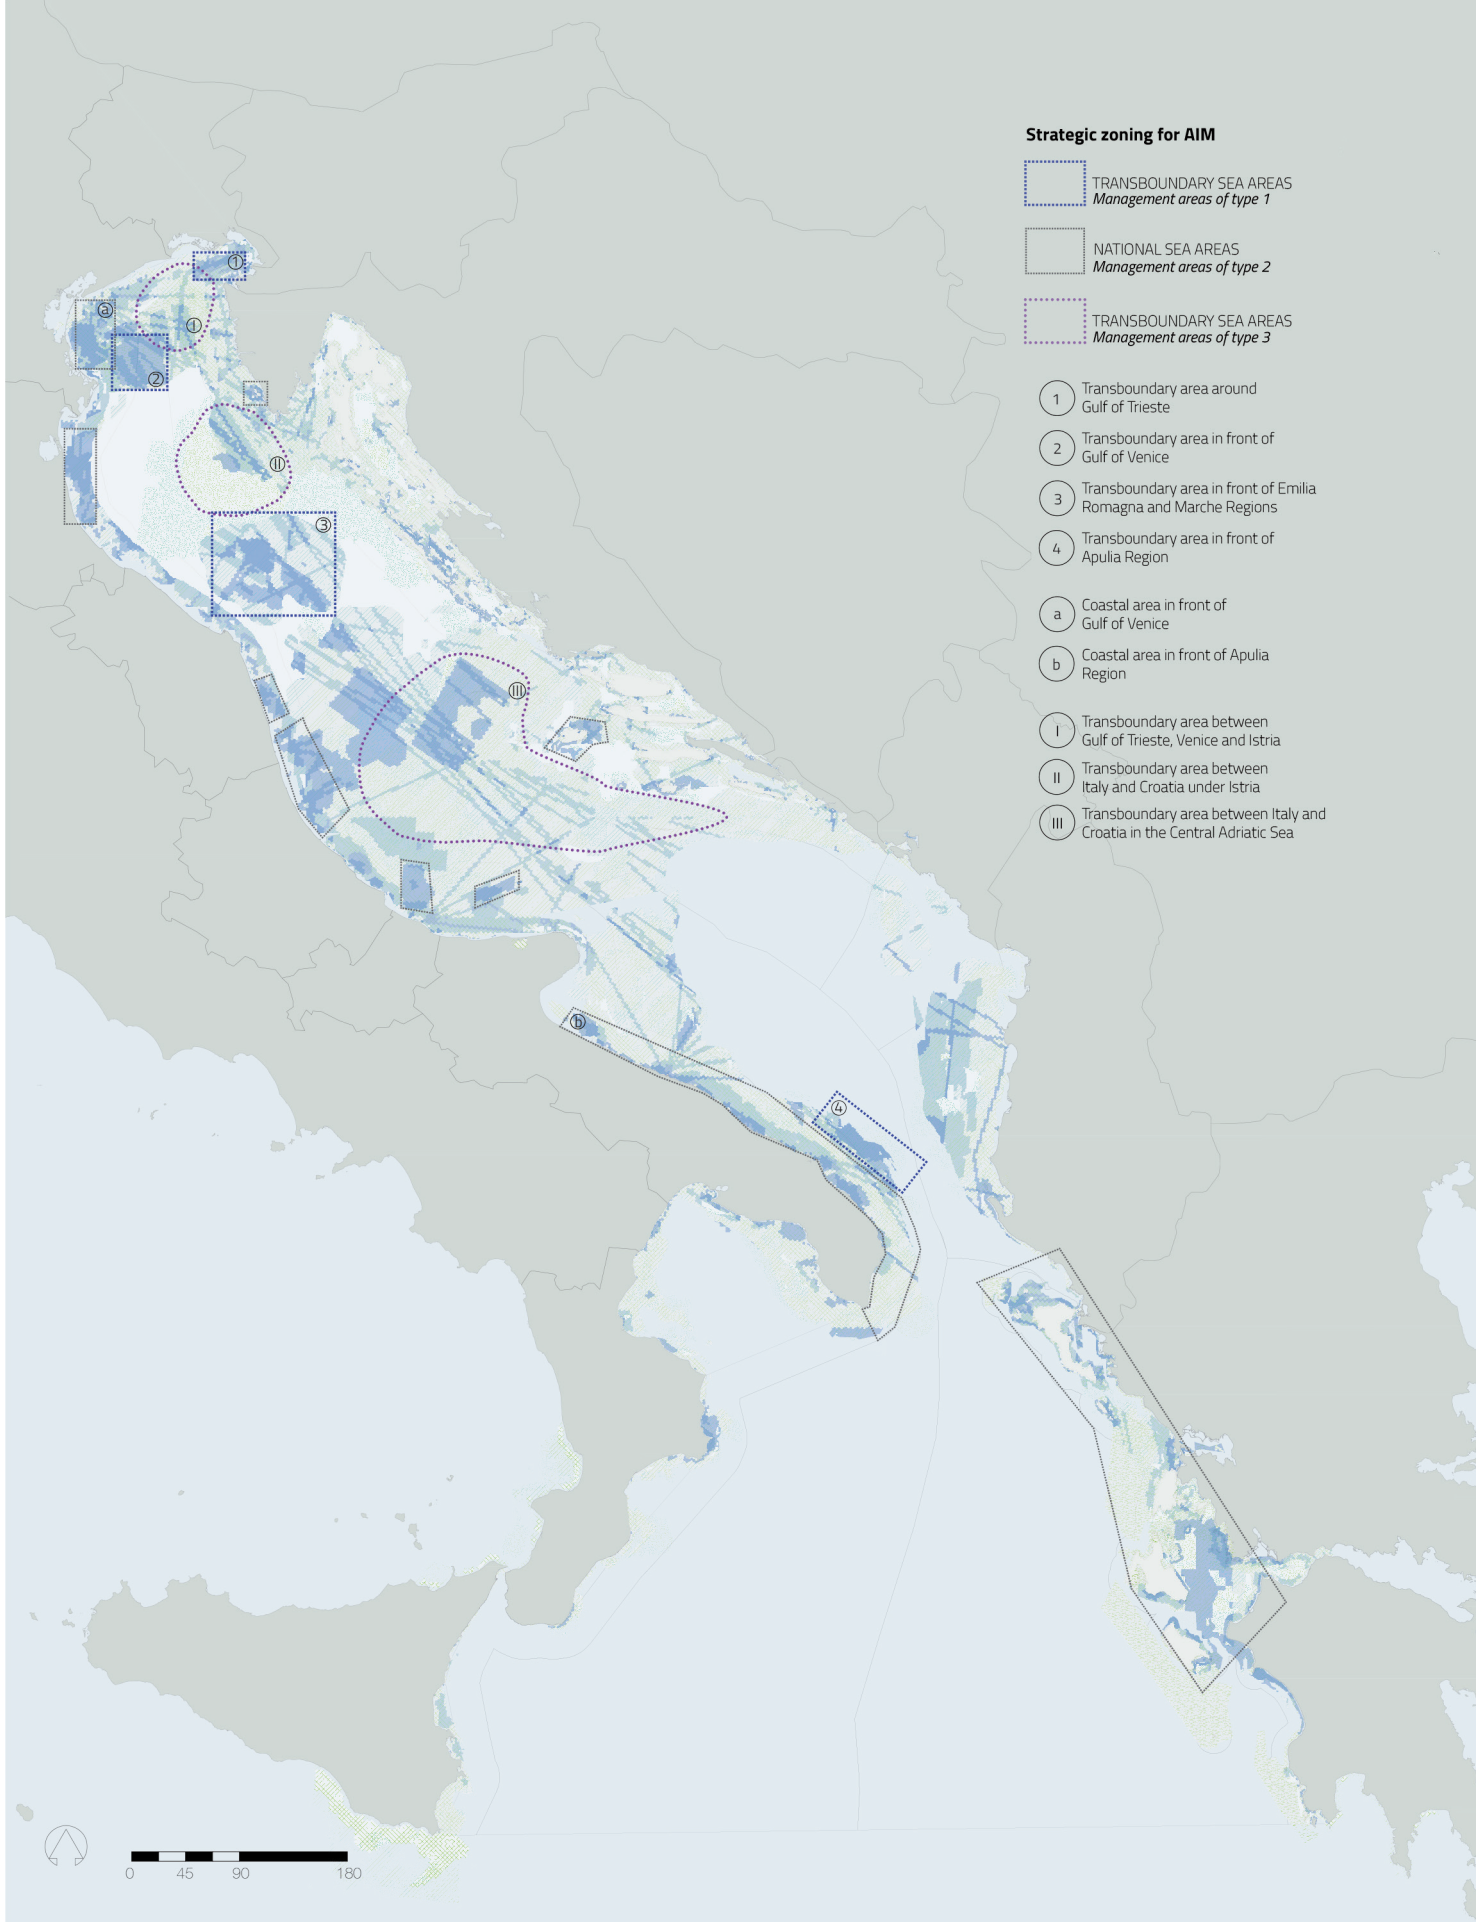 Strategic zoning for AIM
TRANSBOUNDARY SEA AREAS
Management areas of type 1
NATIONAL SEA AREAS
Management areas of type 2
TRANSBOUNDARY SEA AREAS
Management areas of type 3
1 Transboundary area around
Gulf of Trieste
2 Transboundary area in front of
Gulf of Venice
3 Transboundary area in front of Emilia
Romagna and Marche Regions
4 Transboundary area in front of
Apulia Region
a Coastal area in front of
Gulf of Venice
b Coastal area in front of Apulia
Region
I Transboundary area between
Gulf of Trieste, Venice and Istria
II Transboundary area between
Italy and Croatia under Istria
III Transboundary area between Italy and
Croatia in the Central Adriatic Sea
1
a
I
2
II
3
III
b
4
0 45 90 180